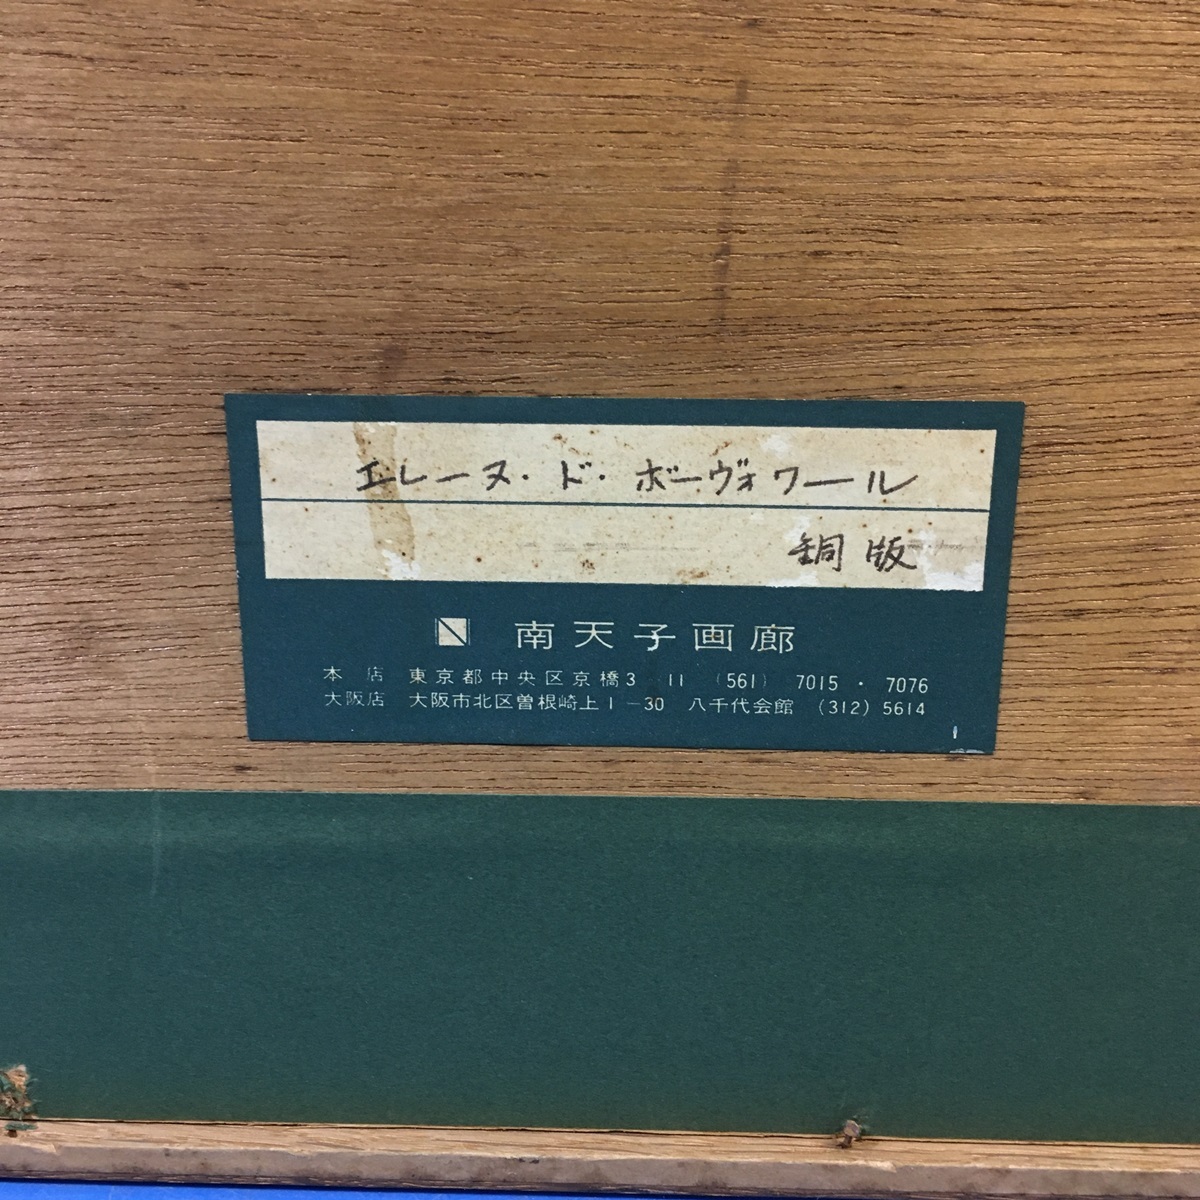 エレーヌ・ド・ボーヴォワール
銅版
南天子画廊
本店 東京都中央区京橋3-11 (561) 7015・7076
大阪店 大阪市北区曽根崎上1-30 八千代会館 (312) 5614